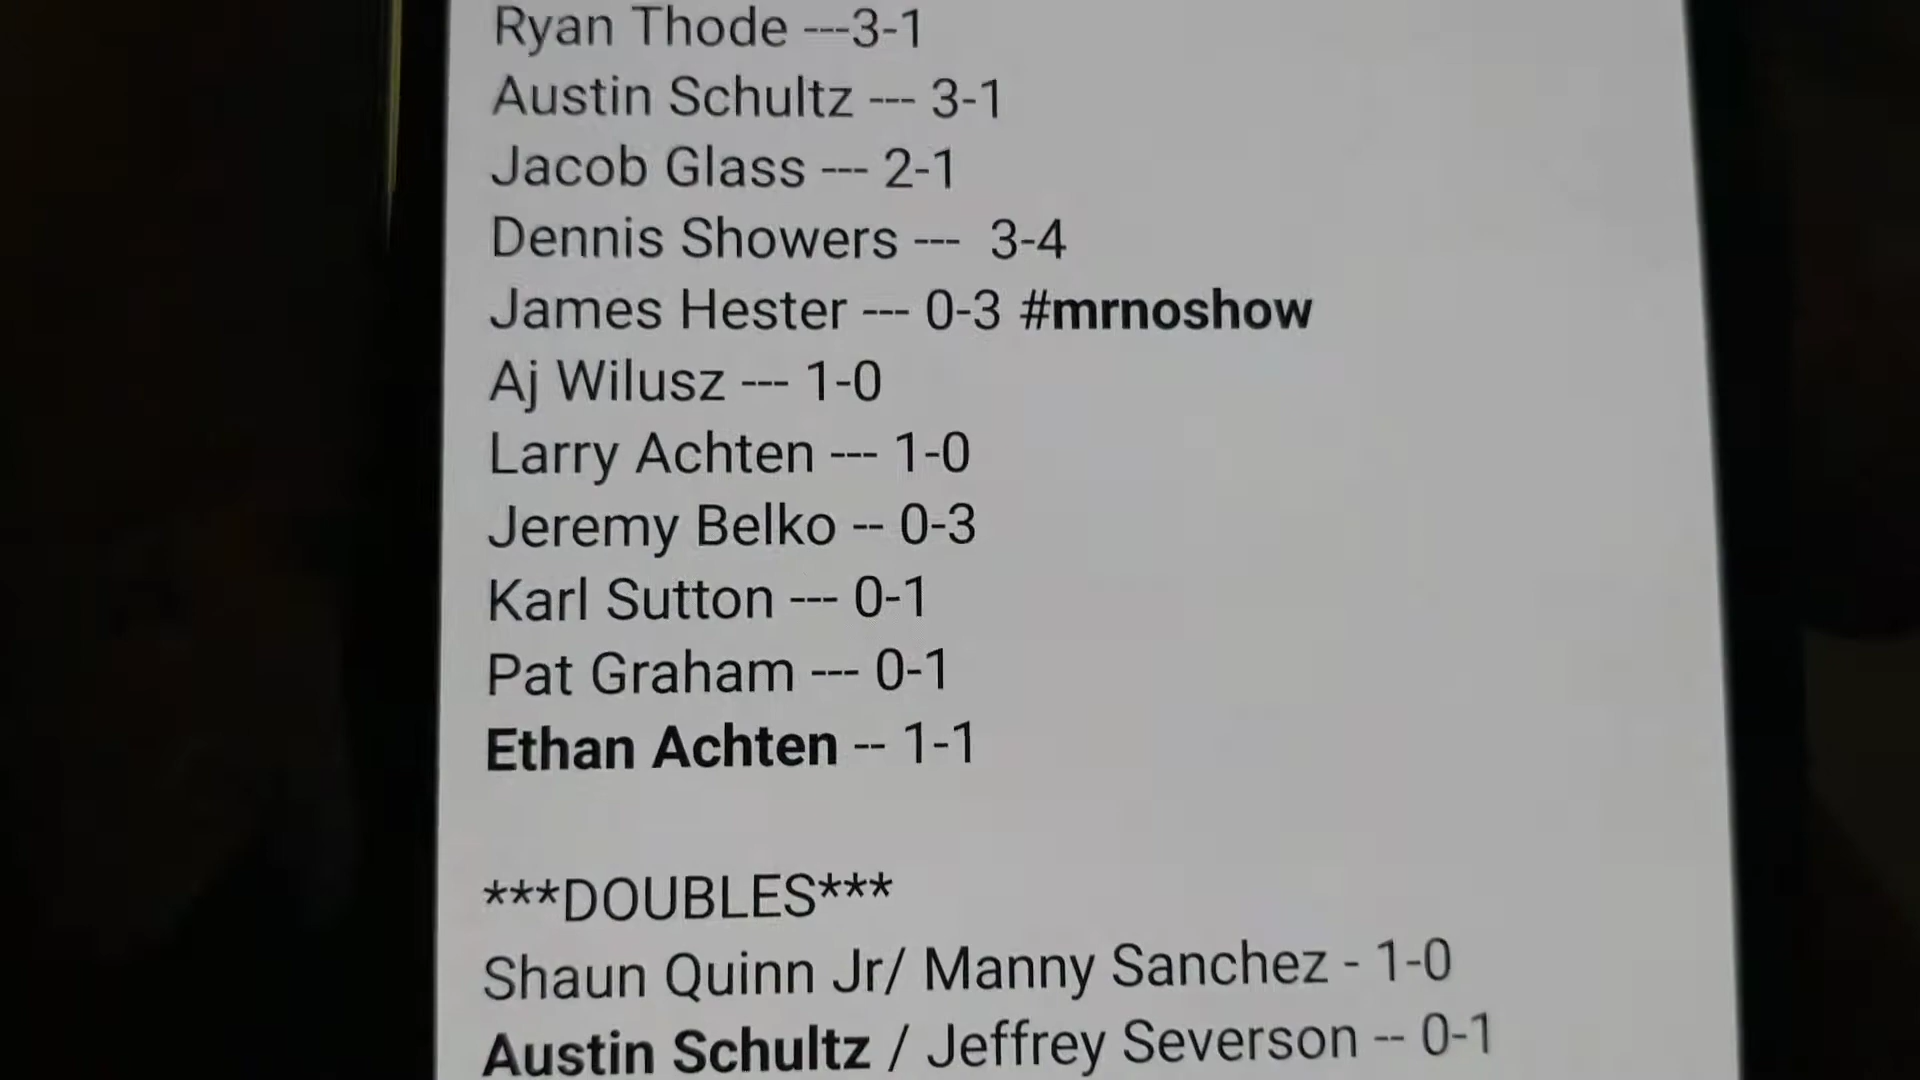 Ryan Thode ---3-1
Austin Schultz --- 3-1
Jacob Glass --- 2-1
Dennis Showers ---  3-4
James Hester --- 0-3 #mrnoshow
Aj Wilusz --- 1-0
Larry Achten --- 1-0
Jeremy Belko -- 0-3
Karl Sutton --- 0-1
Pat Graham --- 0-1
Ethan Achten -- 1-1
***DOUBLES***
Shaun Quinn Jr/ Manny Sanchez - 1-0
Austin Schultz / Jeffrey Severson -- 0-1